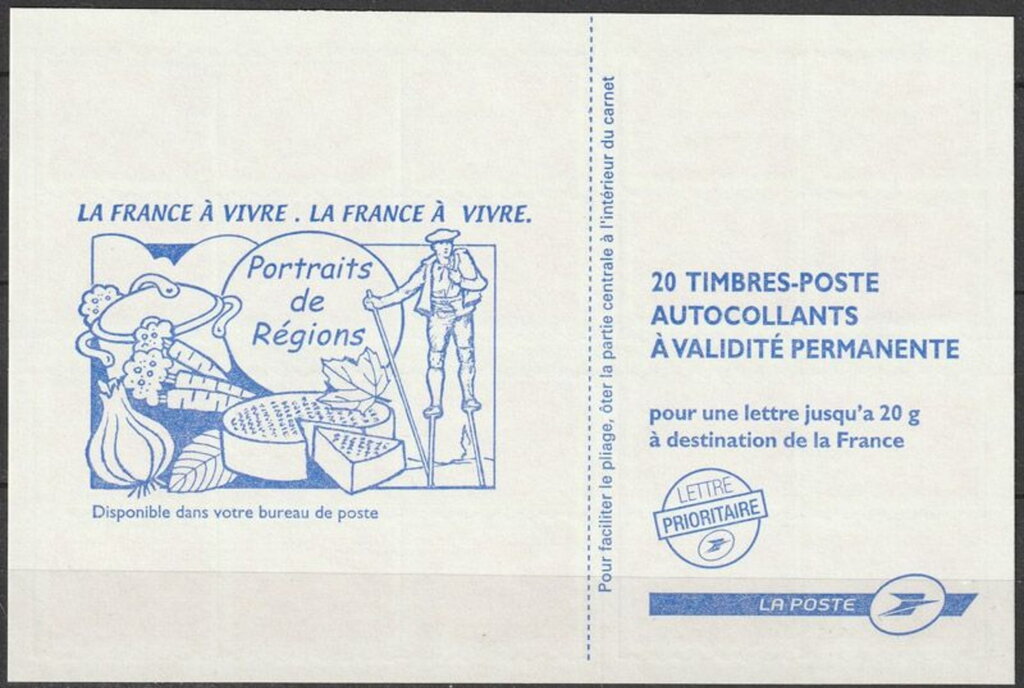 LA FRANCE À VIVRE . LA FRANCE À VIVRE.
Portraits
de
Régions
Disponible dans votre bureau de poste
Pour faciliter le pliage, ôter la partie centrale à l'intérieur du carnet
20 TIMBRES-POSTE
AUTOCOLLANTS
À VALIDITÉ PERMANENTE
pour une lettre jusqu'a 20 g
à destination de la France
LETTRE
PRIORITAIRE
LA POSTE